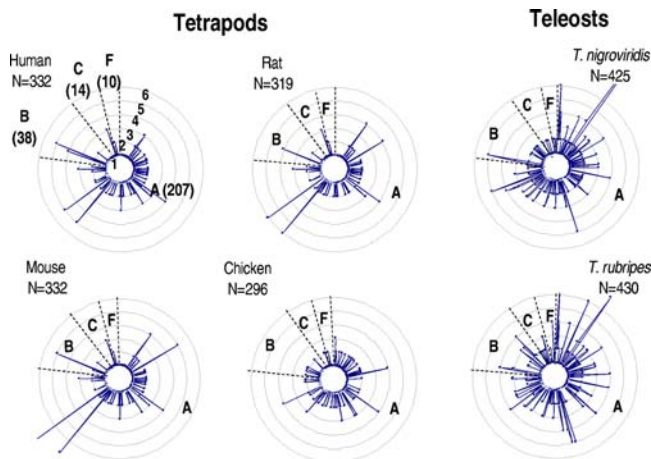 Tetrapods
Teleosts
Human
N=332
B
(38)
C
(14)
F
(10)
6
5
4
3
2
1
A (207)
Rat
N=319
B
C
F
A
T. nigroviridis
N=425
B
C
F
A
Mouse
N=332
B
C
F
A
Chicken
N=296
B
C
F
A
T. rubripes
N=430
B
C
F
A